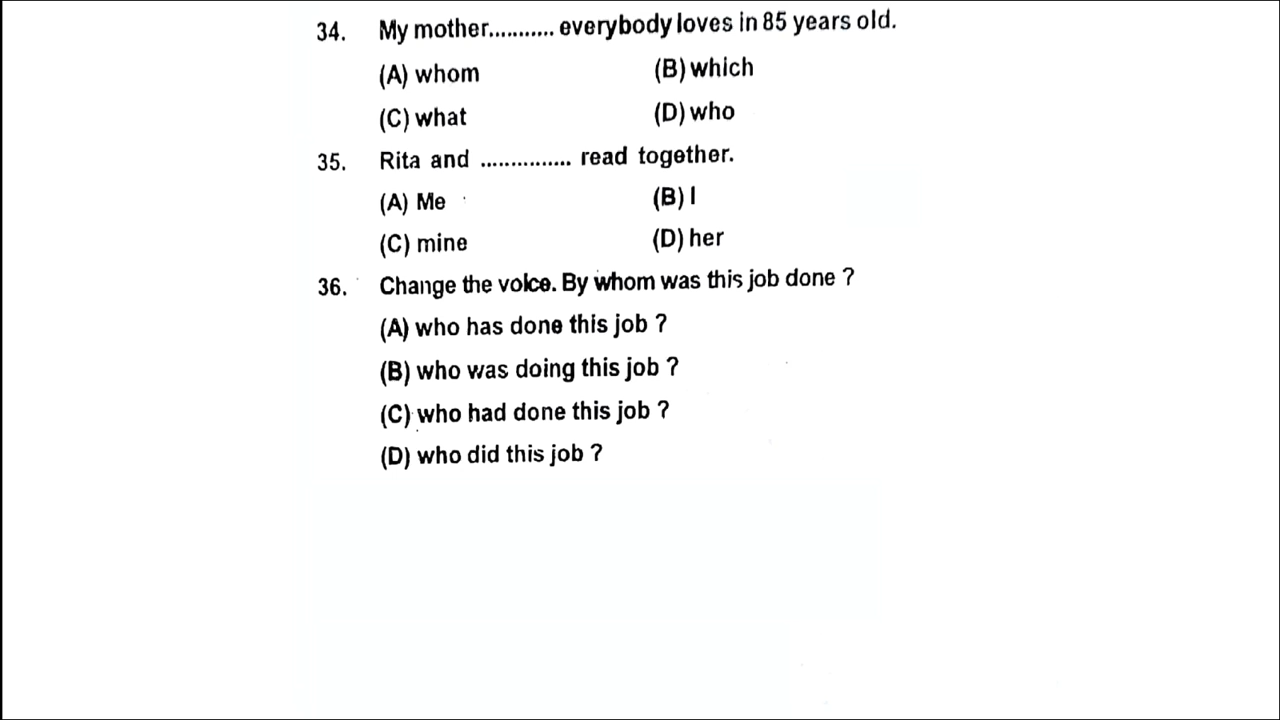 34. My mother........... everybody loves in 85 years old.
(A) whom (B) which
(C) what (D) who
35. Rita and ............... read together.
(A) Me (B) I
(C) mine (D) her
36. Change the voice. By whom was this job done ?
(A) who has done this job ?
(B) who was doing this job ?
(C) who had done this job ?
(D) who did this job ?